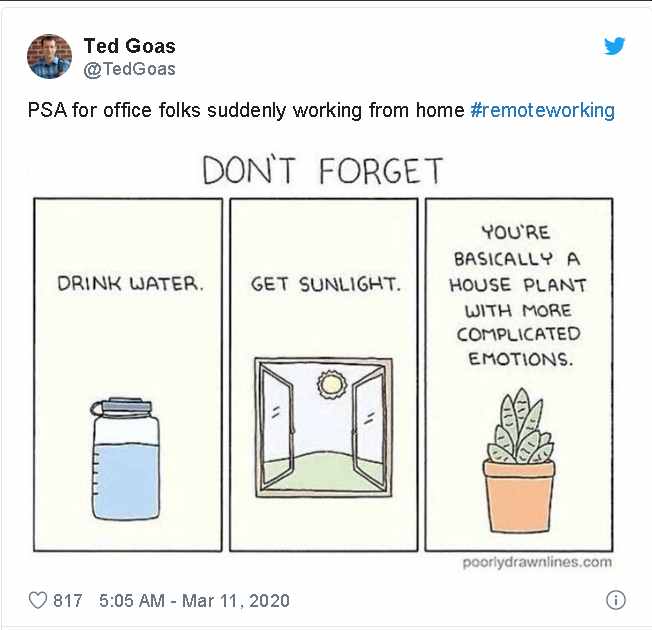 Ted Goas
@TedGoas
PSA for office folks suddenly working from home #remoteworking
DON'T FORGET
DRINK WATER.
GET SUNLIGHT.
YOU'RE
BASICALLY A
HOUSE PLANT
WITH MORE
COMPLICATED
EMOTIONS.
poorlydrawnlines.com
817 5:05 AM - Mar 11, 2020